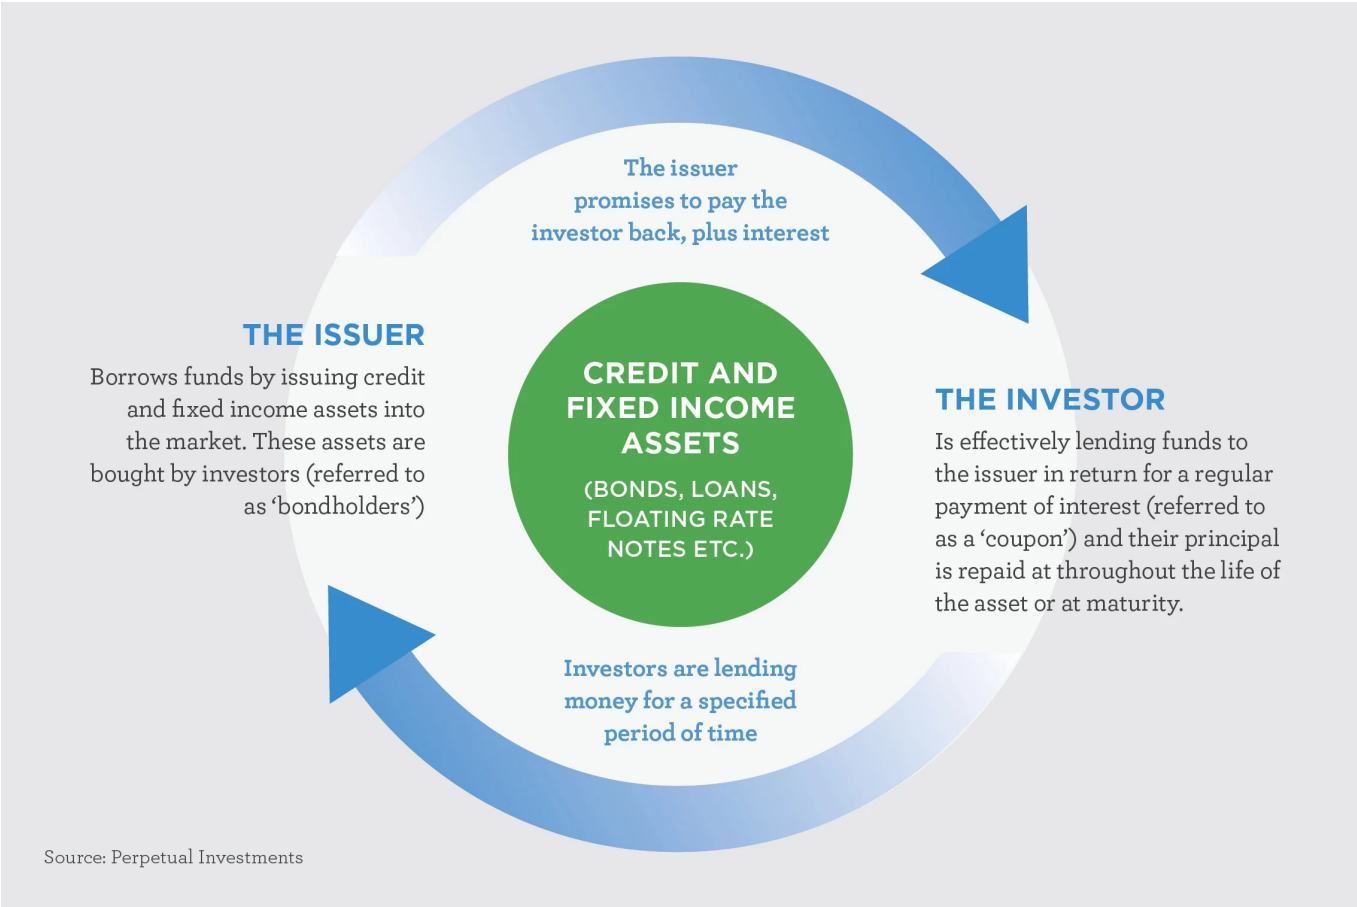 The issuer
promises to pay the
investor back, plus interest
THE ISSUER
Borrows funds by issuing credit
and fixed income assets into
the market. These assets are
bought by investors (referred to
as ‘bondholders’)
CREDIT AND
FIXED INCOME
ASSETS
(BONDS, LOANS,
FLOATING RATE
NOTES ETC.)
THE INVESTOR
Is effectively lending funds to
the issuer in return for a regular
payment of interest (referred to
as a ‘coupon’) and their principal
is repaid at throughout the life of
the asset or at maturity.
Investors are lending
money for a specified
period of time
Source: Perpetual Investments